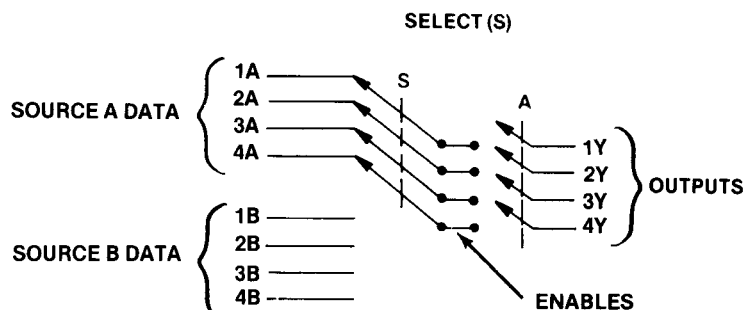 SELECT (S)
SOURCE A DATA
1A
2A
3A
4A
S
A
1Y
2Y
3Y
4Y
OUTPUTS
SOURCE B DATA
1B
2B
3B
4B
ENABLES